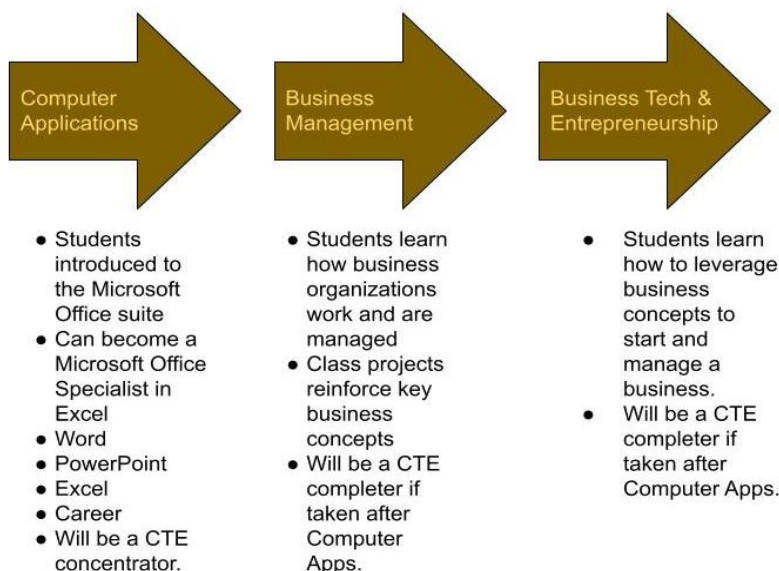 Computer
Applications
Business
Management
Business Tech &
Entrepreneurship
● Students
introduced to
the Microsoft
Office suite
● Can become a
Microsoft Office
Specialist in
Excel
● Word
● PowerPoint
● Excel
● Career
● Will be a CTE
concentrator.
● Students learn
how business
organizations
work and are
managed
● Class projects
reinforce key
business
concepts
● Will be a CTE
completer if
taken after
Computer
Apps.
● Students learn
how to leverage
business
concepts to
start and
manage a
business.
● Will be a CTE
completer if
taken after
Computer Apps.